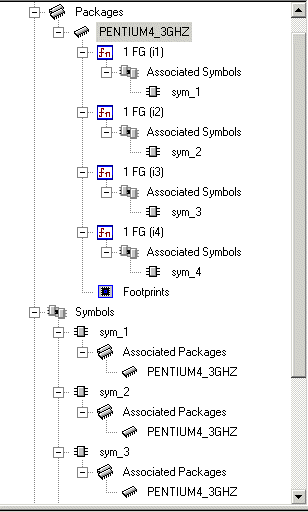 Packages
PENTIUM4_3GHZ
1 FG (i1)
Associated Symbols
sym_1
1 FG (i2)
Associated Symbols
sym_2
1 FG (i3)
Associated Symbols
sym_3
1 FG (i4)
Associated Symbols
sym_4
Footprints
Symbols
sym_1
Associated Packages
PENTIUM4_3GHZ
sym_2
Associated Packages
PENTIUM4_3GHZ
sym_3
Associated Packages
PENTIUM4_3GHZ